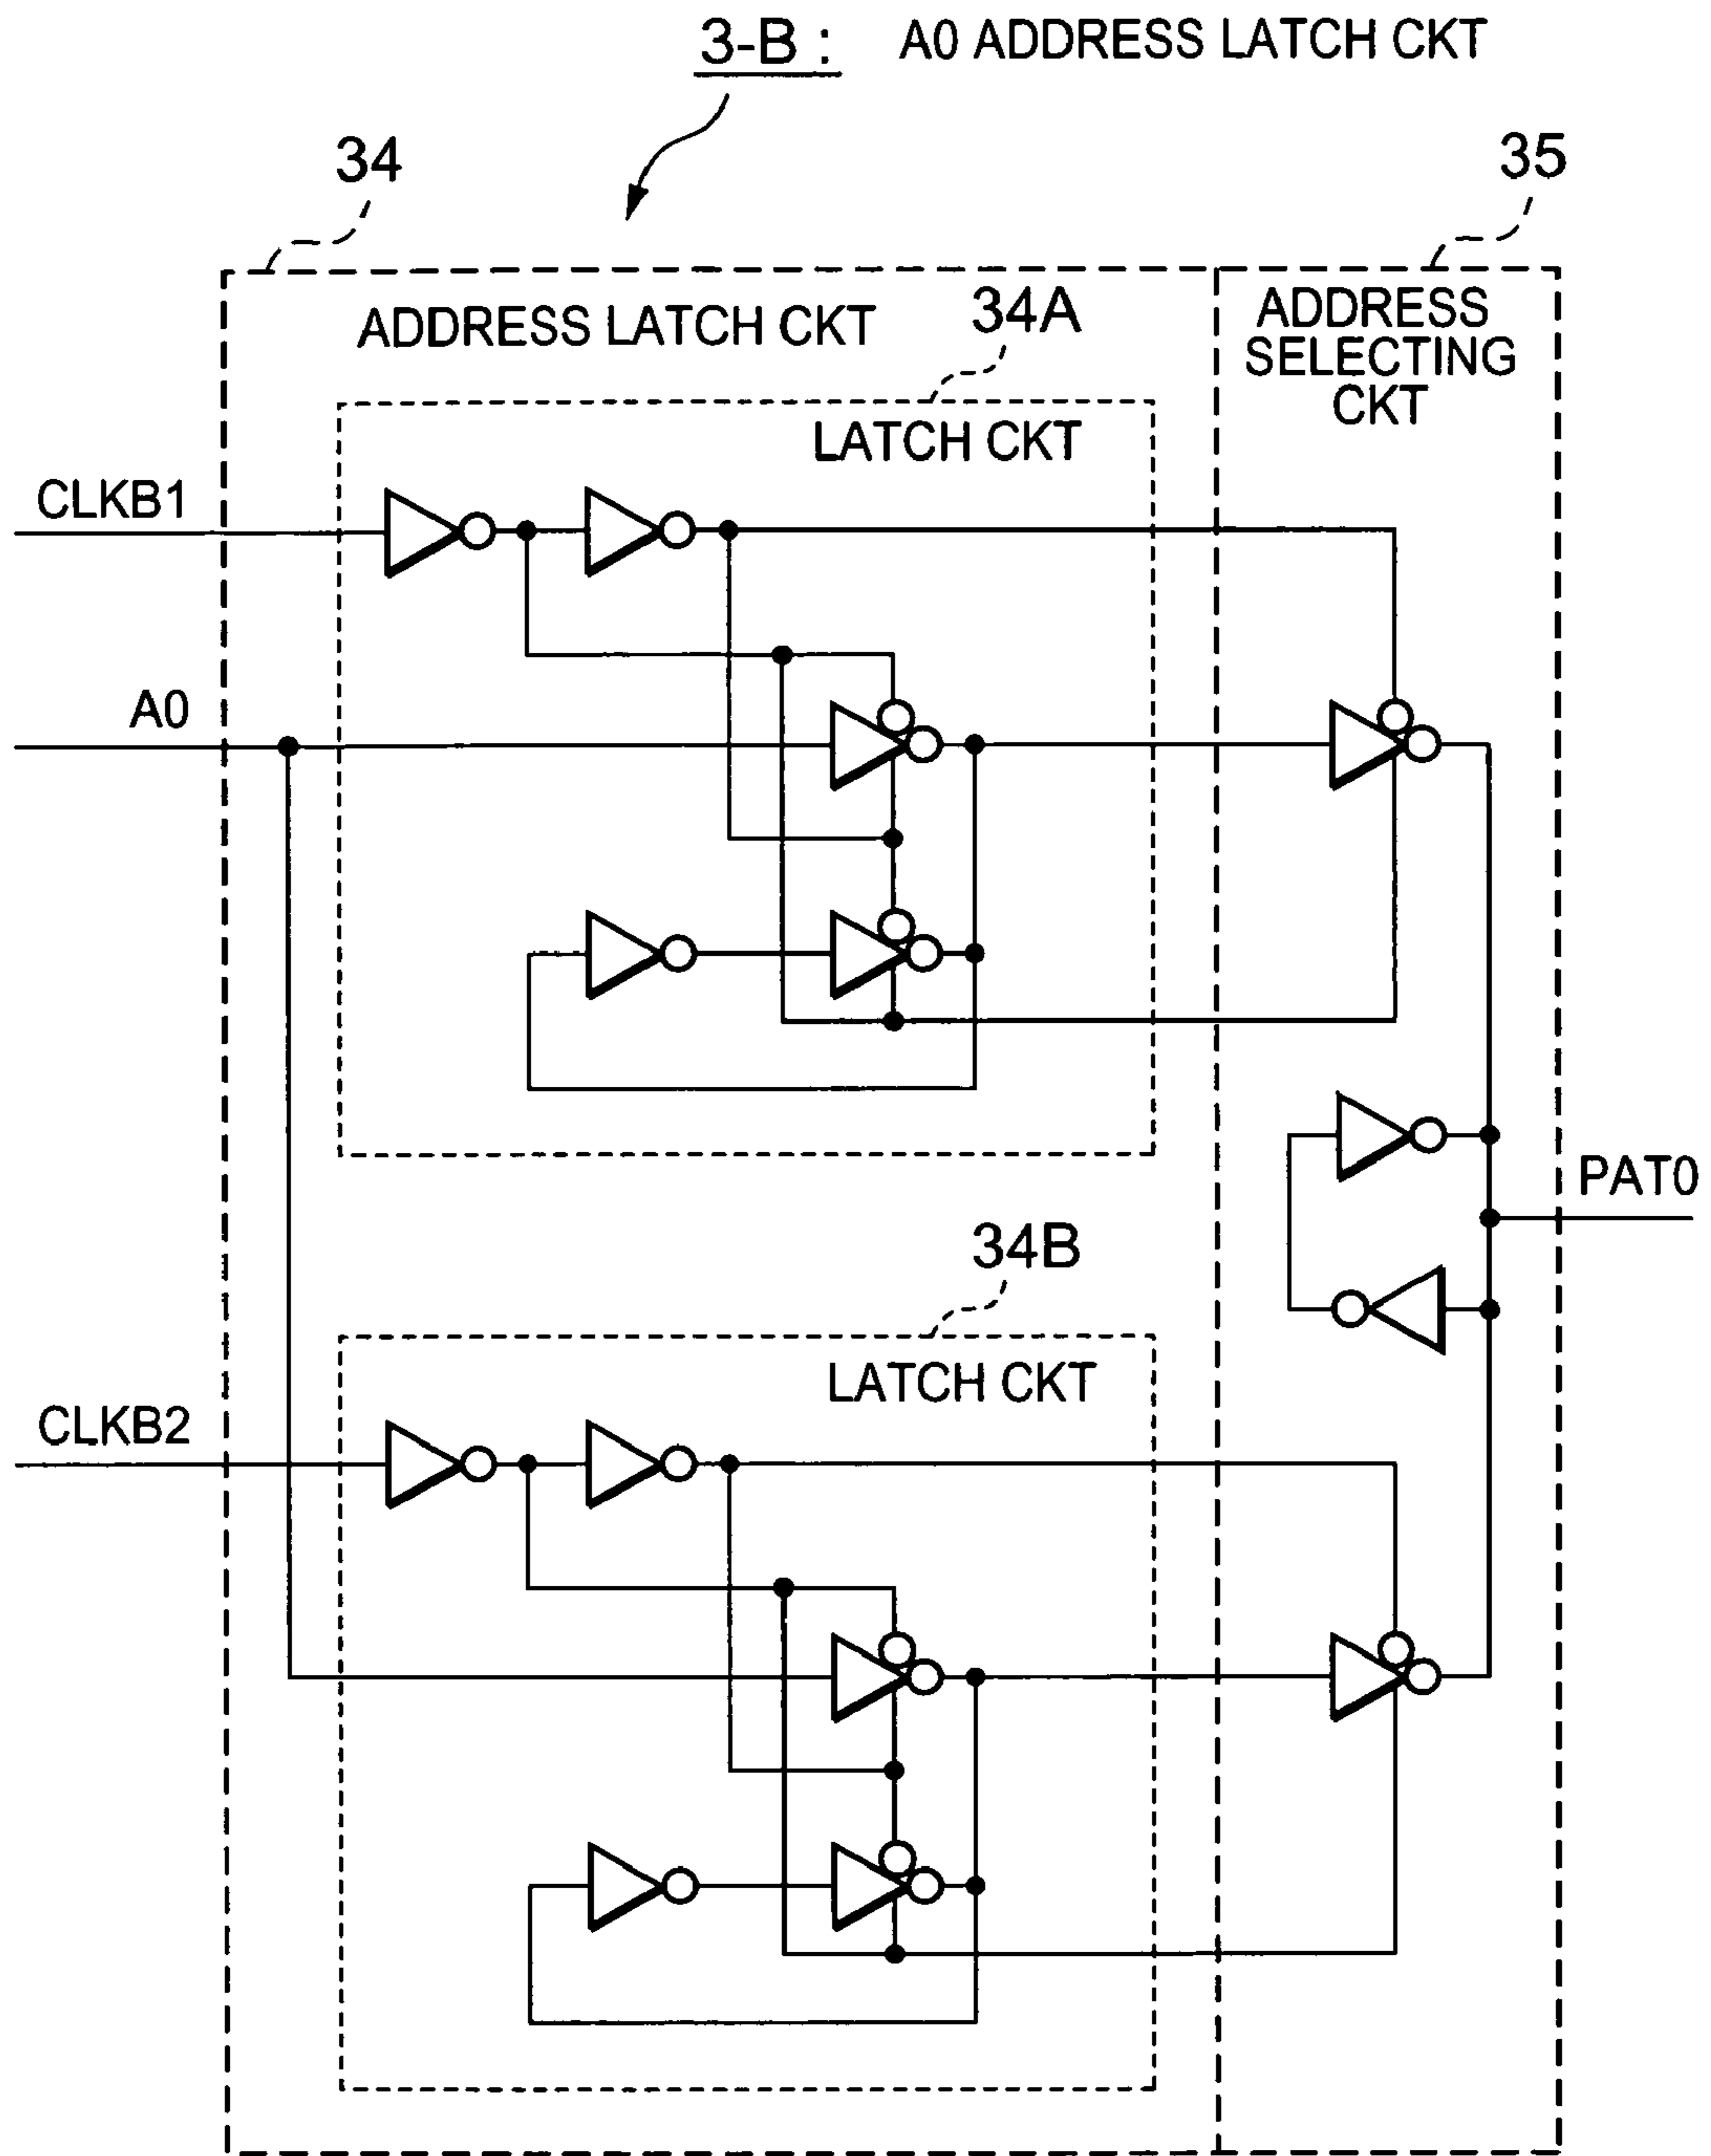 3-B : A0 ADDRESS LATCH CKT
34
35
ADDRESS LATCH CKT
34A
ADDRESS
SELECTING
CKT
LATCH CKT
CLKB1
A0
PAT0
34B
LATCH CKT
CLKB2